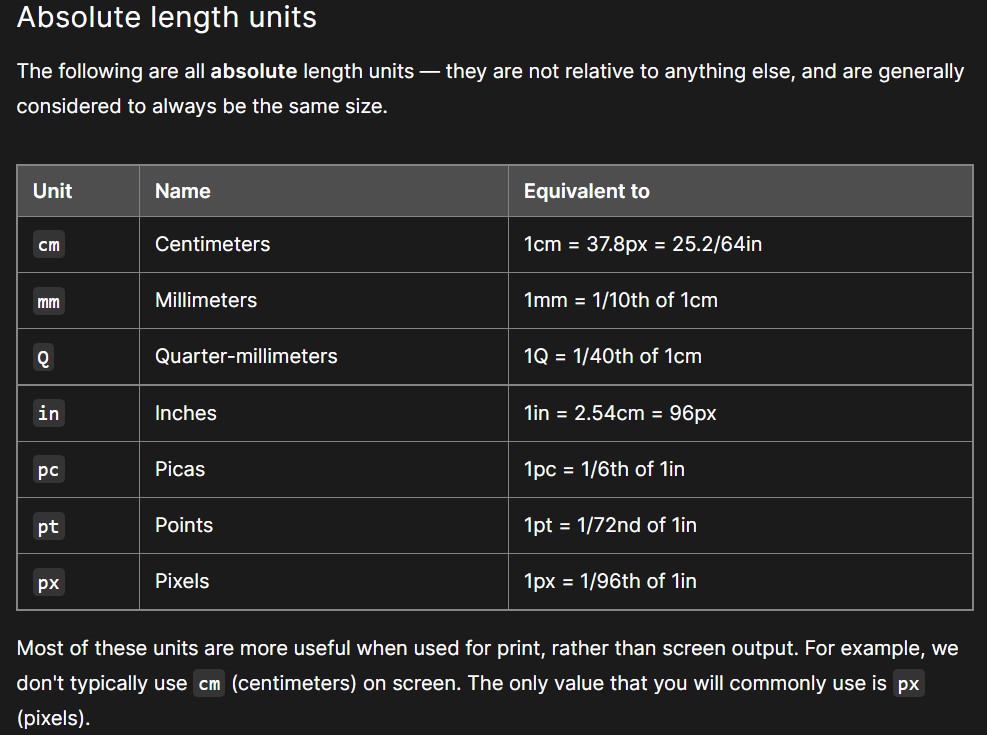 Absolute length units
The following are all absolute length units — they are not relative to anything else, and are generally
considered to always be the same size.
Unit Name Equivalent to
cm Centimeters 1cm = 37.8px = 25.2/64in
mm Millimeters 1mm = 1/10th of 1cm
Q Quarter-millimeters 1Q = 1/40th of 1cm
in Inches 1in = 2.54cm = 96px
pc Picas 1pc = 1/6th of 1in
pt Points 1pt = 1/72nd of 1in
px Pixels 1px = 1/96th of 1in
Most of these units are more useful when used for print, rather than screen output. For example, we
don't typically use cm (centimeters) on screen. The only value that you will commonly use is px
(pixels).